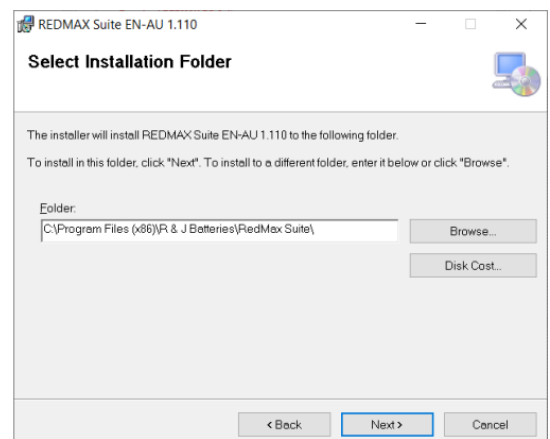 REDMAX Suite EN-AU 1.110
Select Installation Folder
The installer will install REDMAX Suite EN-AU 1.110 to the following folder.
To install in this folder, click "Next". To install to a different folder, enter it below or click "Browse".
Folder:
C:\Program Files (x86)\R & J Batteries\RedMax Suite\
Browse...
Disk Cost...
< Back
Next >
Cancel